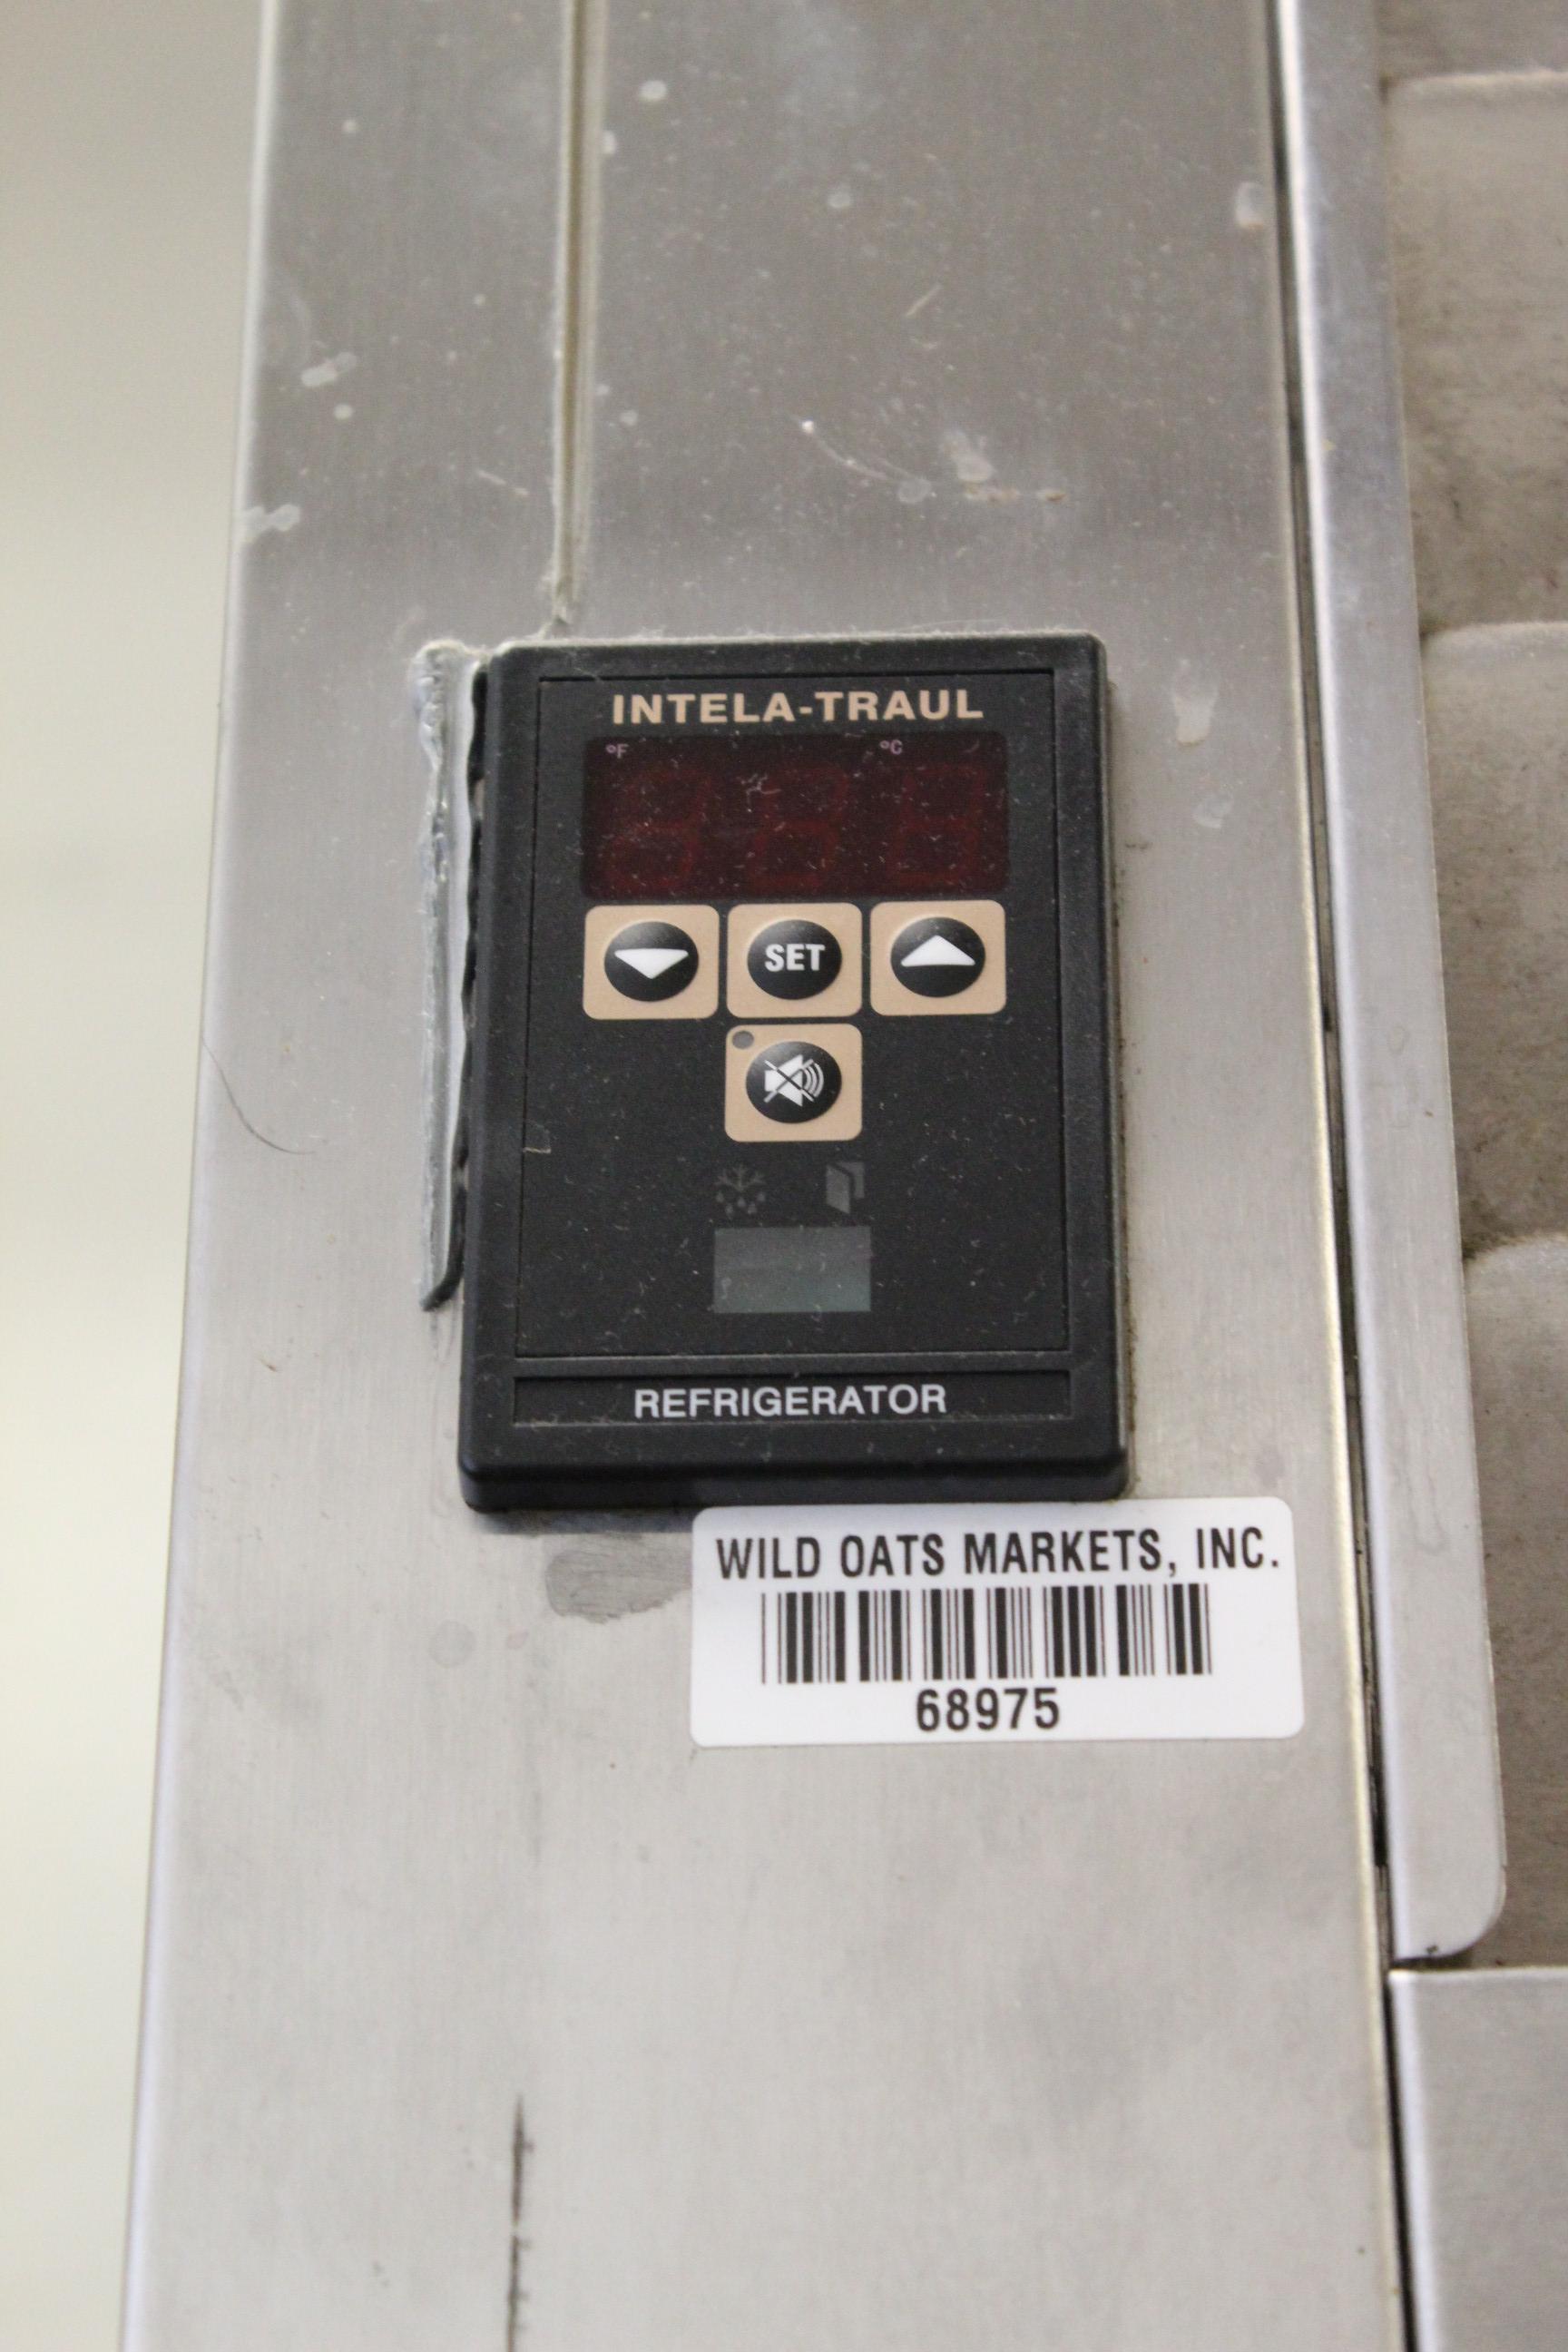 INTELA-TRAUL
°F °C
SET
REFRIGERATOR
WILD OATS MARKETS, INC.
68975